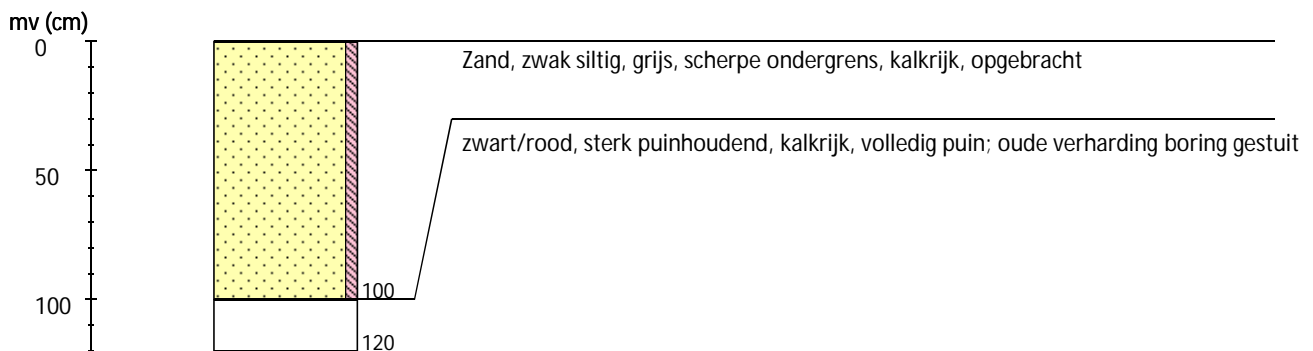 mv (cm)
0
Zand, zwak siltig, grijs, scherpe ondergrens, kalkrijk, opgebracht
zwart/rood, sterk puinhoudend, kalkrijk, volledig puin; oude verharding boring gestuit
50
100
100
120